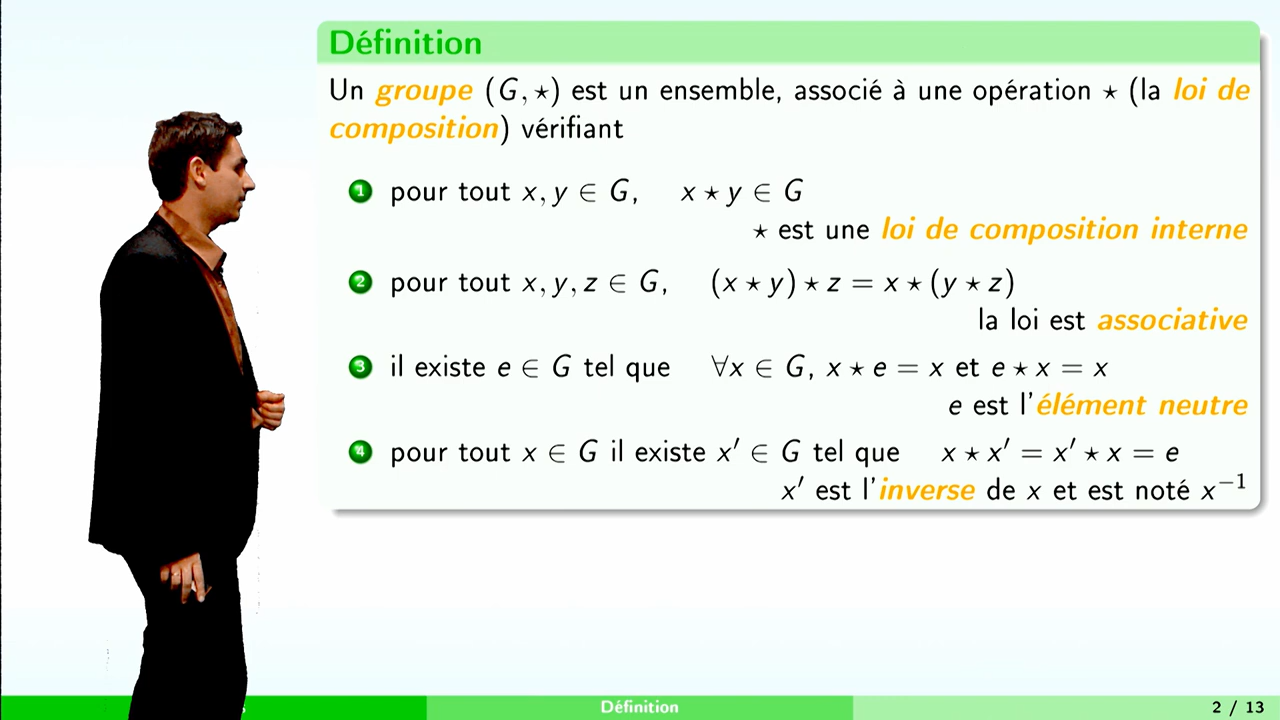 Définition
Un groupe (G, ⋆) est un ensemble, associé à une opération ⋆ (la loi de
composition) vérifiant
1 pour tout x, y ∈ G, x ⋆ y ∈ G
⋆ est une loi de composition interne
2 pour tout x, y, z ∈ G, (x ⋆ y) ⋆ z = x ⋆ (y ⋆ z)
la loi est associative
3 il existe e ∈ G tel que ∀x ∈ G, x ⋆ e = x et e ⋆ x = x
e est l'élément neutre
4 pour tout x ∈ G il existe x′ ∈ G tel que x ⋆ x′ = x′ ⋆ x = e
x′ est l'inverse de x et est noté x⁻¹
Définition
2 / 13